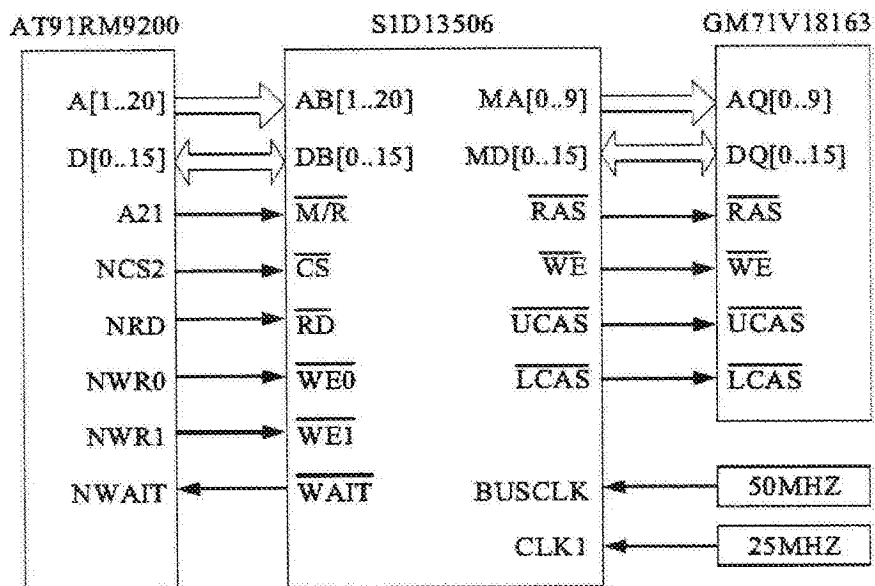 AT91RM9200 S1D13506 GM71V18163
A[1..20] AB[1..20] MA[0..9] AQ[0..9]
D[0..15] DB[0..15] MD[0..15] DQ[0..15]
A21 M/R RAS RAS
NCS2 CS WE WE
NRD RD UCAS UCAS
NWR0 WE0 LCAS LCAS
NWR1 WE1
NWAIT WAIT BUSCLK 50MHZ
CLK1 25MHZ